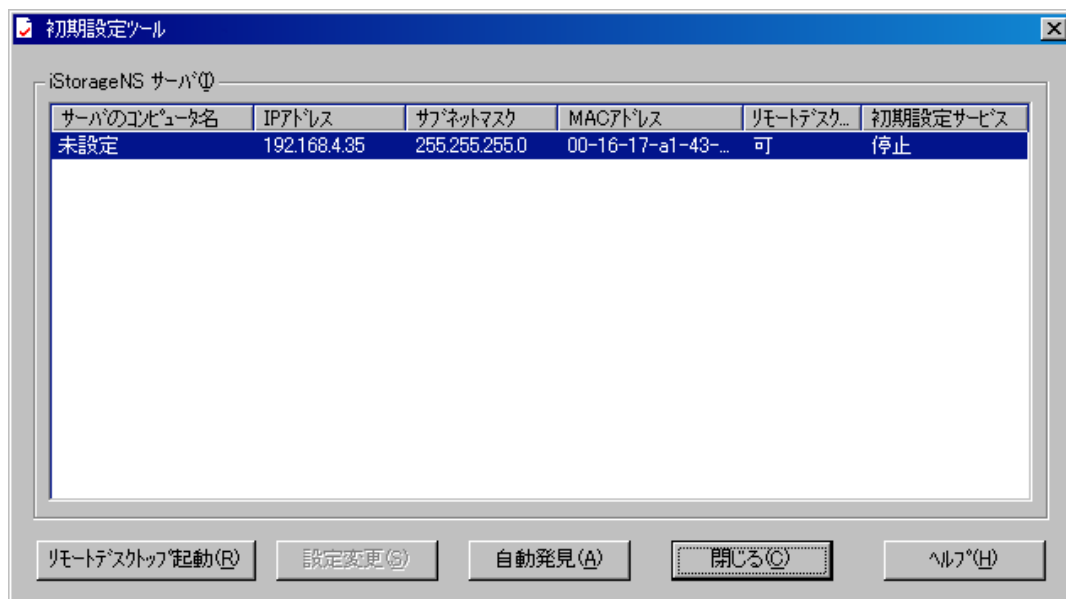 初期設定ツール
iStorageNS サーバ(I)
サーバのコンピュータ名 IPアドレス サブネットマスク MACアドレス リモートデスク... 初期設定サービス
未設定 192.168.4.35 255.255.255.0 00-16-17-a1-43-... 可 停止
リモートデスクトップ起動(R) 設定変更(S) 自動発見(A) 閉じる(C) ヘルプ(H)